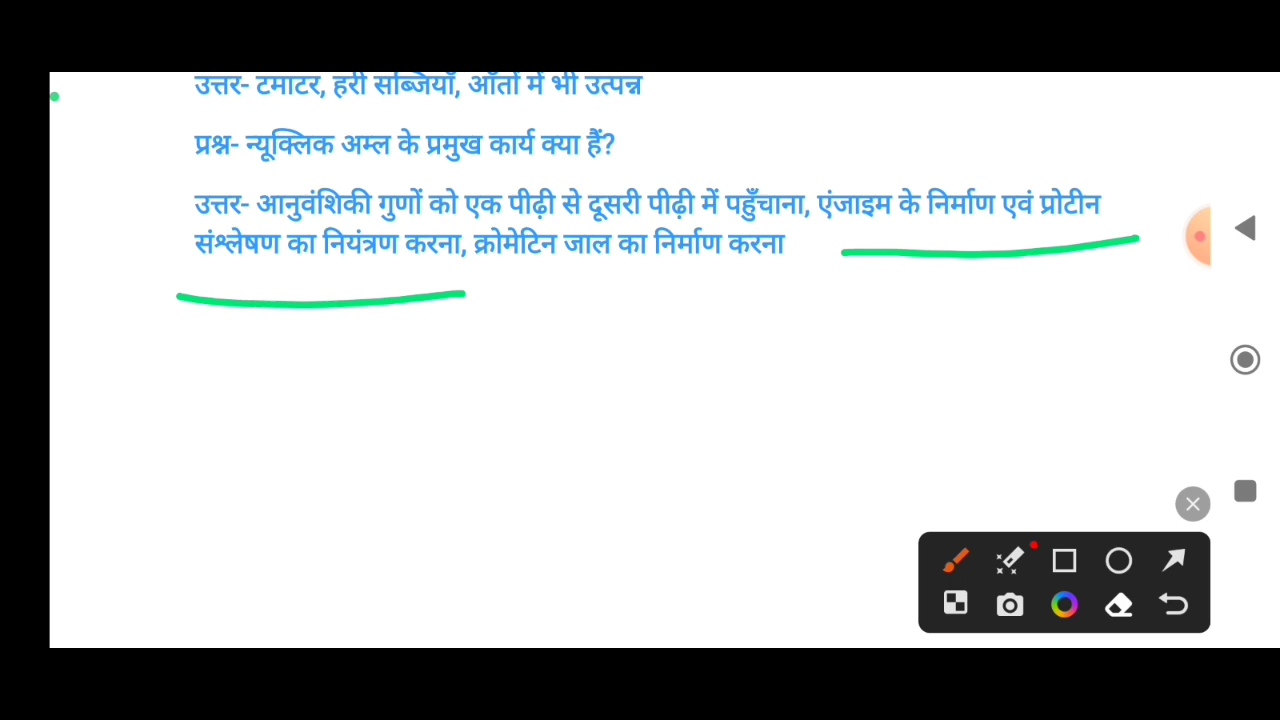 उत्तर- टमाटर, हरी सब्जियाँ, आँतों में भी उत्पन्न
प्रश्न- न्यूक्लिक अम्ल के प्रमुख कार्य क्या हैं?
उत्तर- आनुवंशिकी गुणों को एक पीढ़ी से दूसरी पीढ़ी में पहुँचाना, एंजाइम के निर्माण एवं प्रोटीन
संश्लेषण का नियंत्रण करना, क्रोमेटिन जाल का निर्माण करना